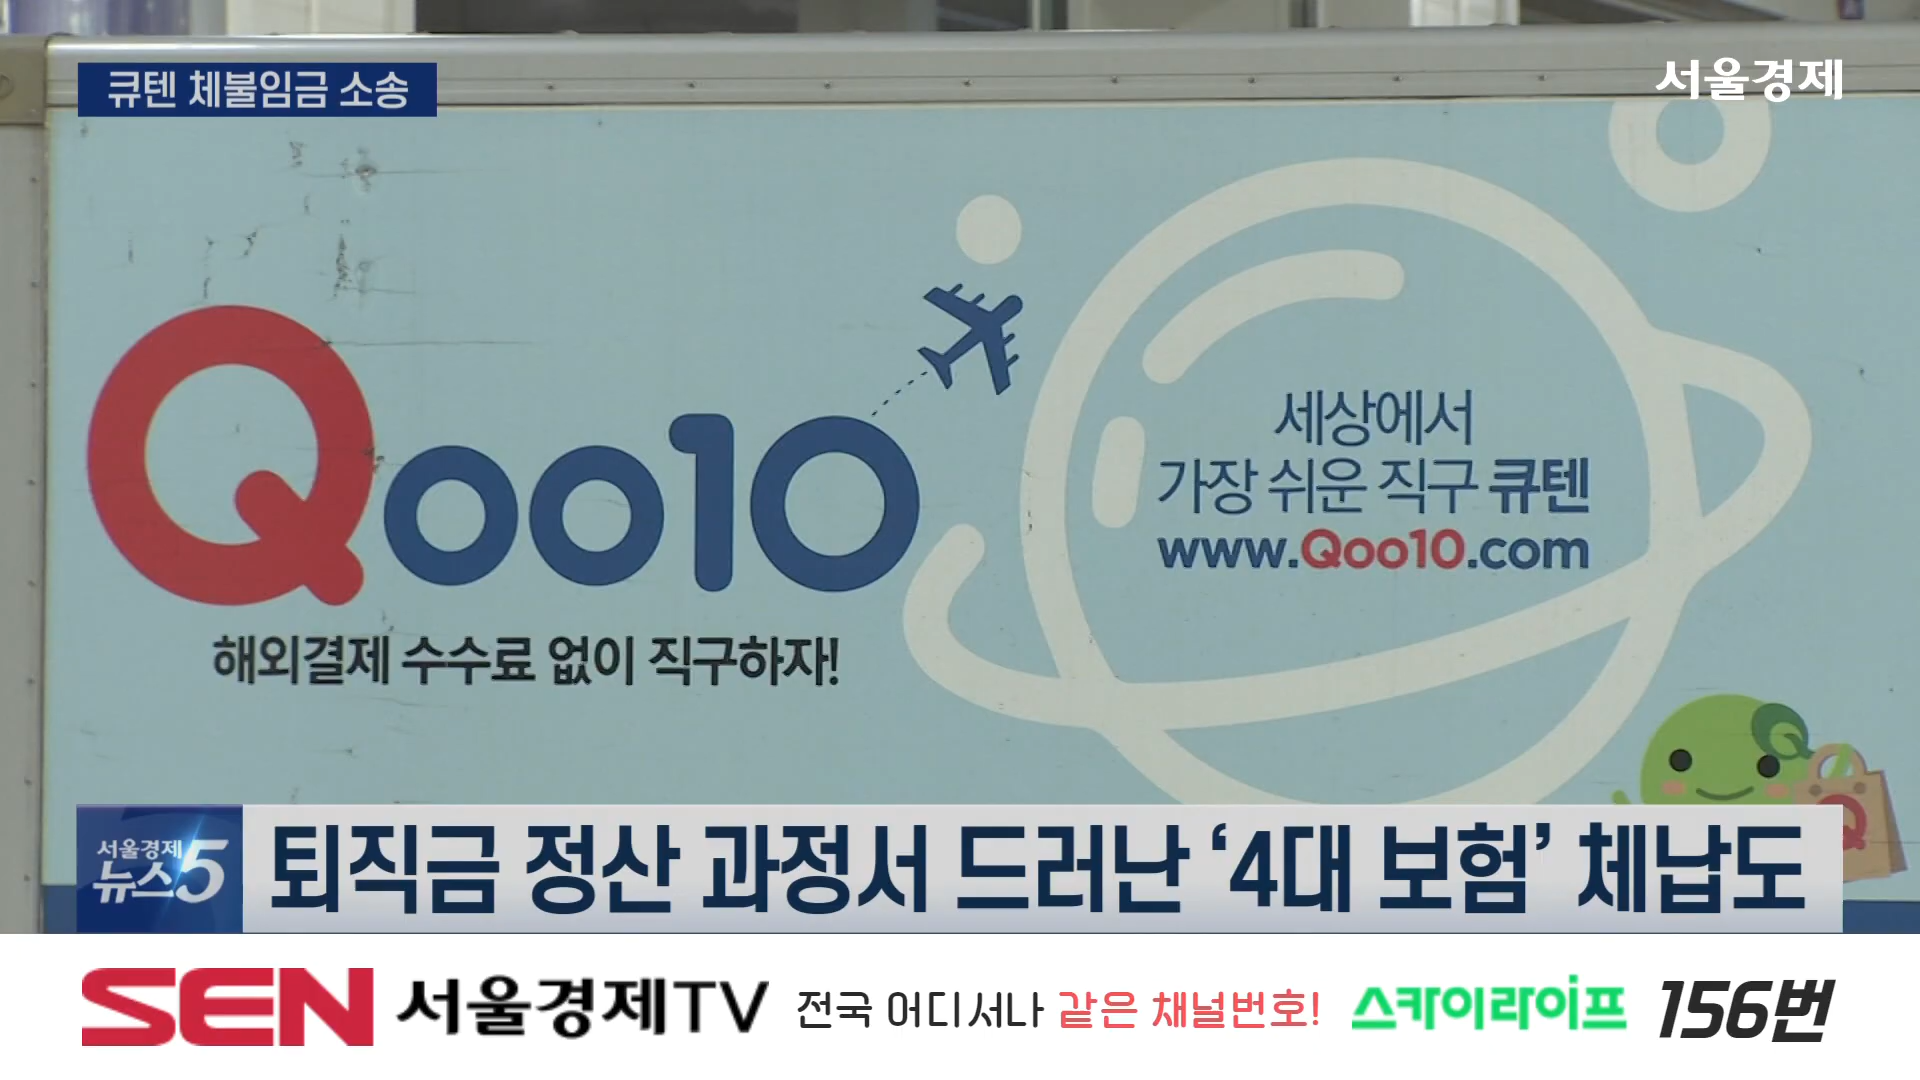 큐텐 체불임금 소송
서울경제
Qoo10
해외결제 수수료 없이 직구하자!
세상에서
가장 쉬운 직구 큐텐
www.Qoo10.com
Q
Q
서울경제
뉴스5
퇴직금 정산 과정서 드러난 ‘4대 보험’ 체납도
SEN 서울경제TV 전국 어디서나 같은 채널번호! 스카이라이프 156번